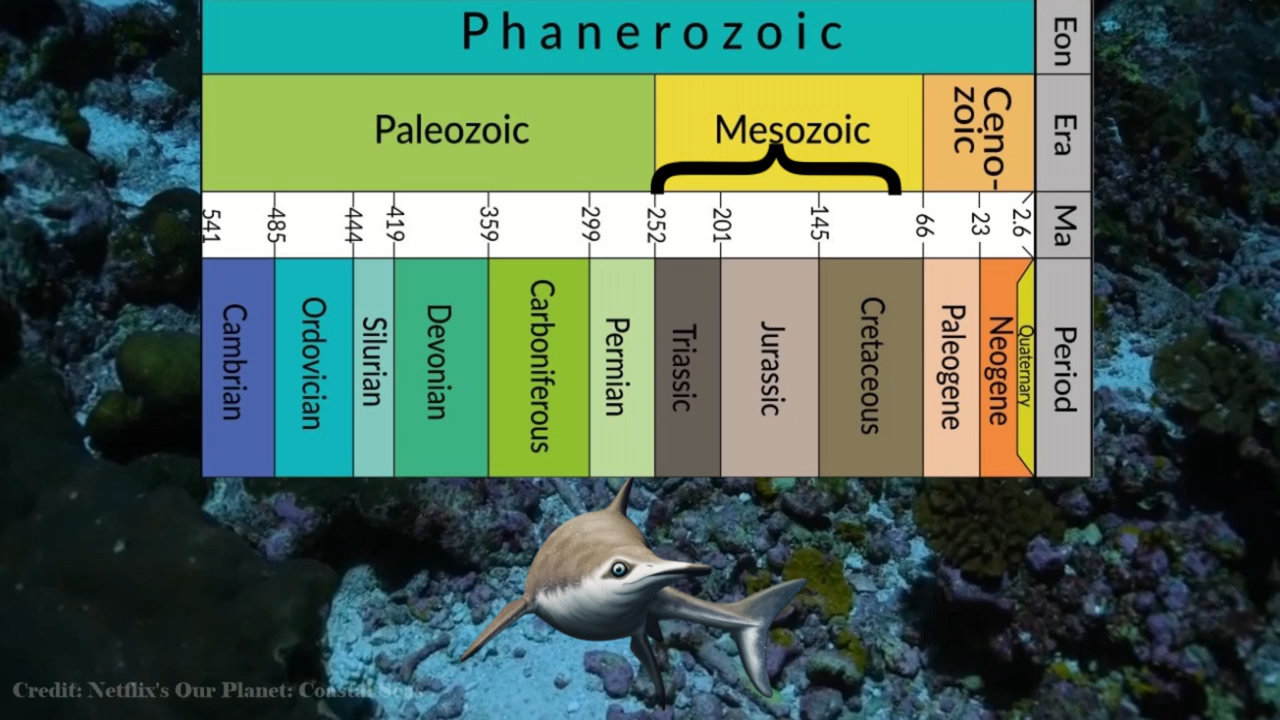 Phanerozoic
Eon
Paleozoic
Mesozoic
Ceno-
zoic
Era
541
485
444
419
359
299
252
201
145
66
23
2.6
Ma
Cambrian
Ordovician
Silurian
Devonian
Carboniferous
Permian
Triassic
Jurassic
Cretaceous
Paleogene
Neogene
Quaternary
Period
Credit: Netflix's Our Planet: Coastal Seas